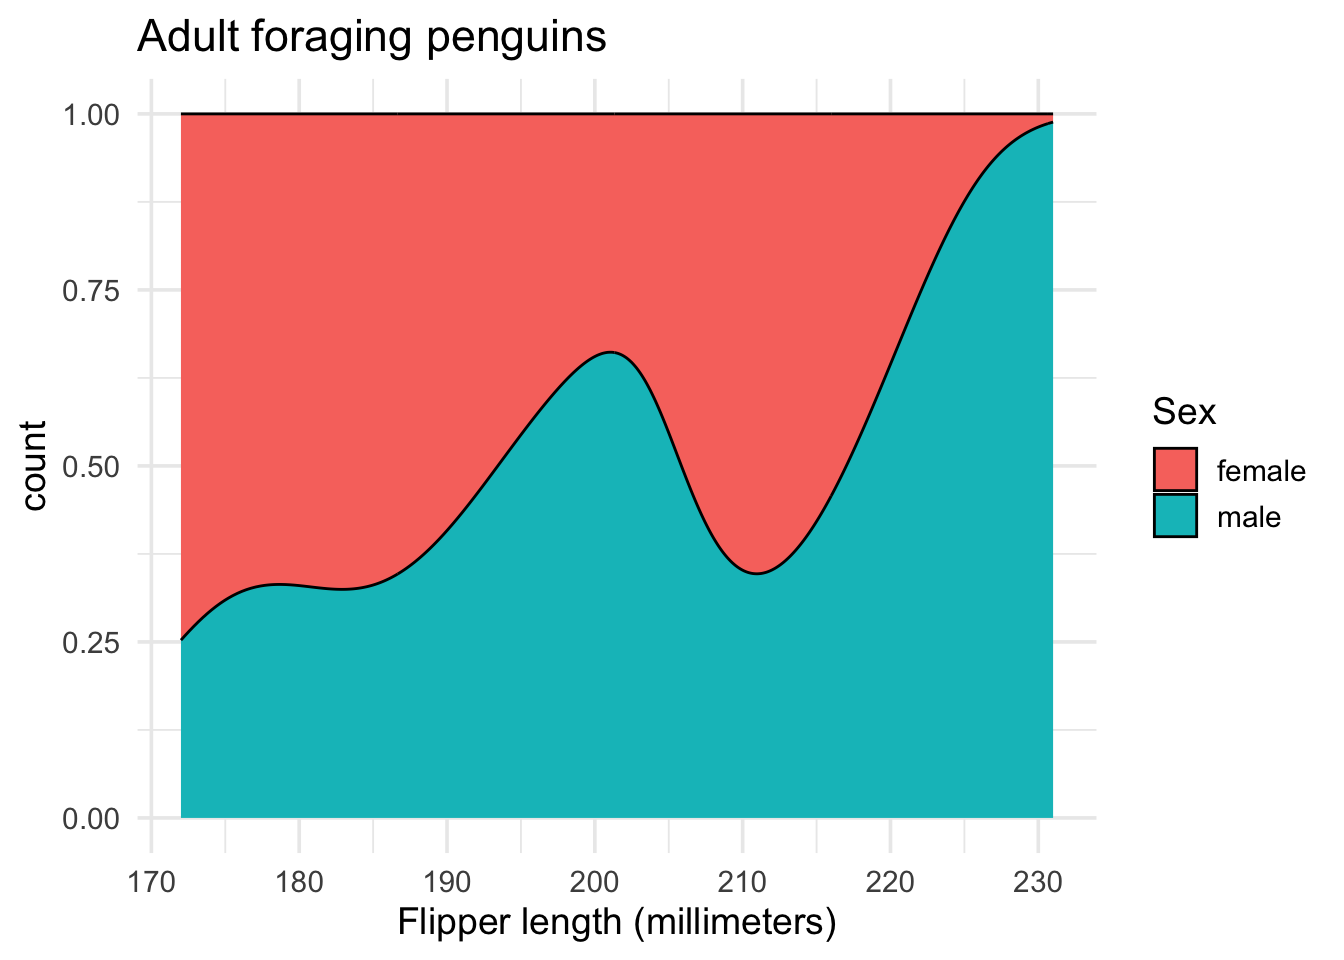 Adult foraging penguins
1.00
0.75
0.50
0.25
0.00
count
170 180 190 200 210 220 230
Flipper length (millimeters)
Sex
female
male